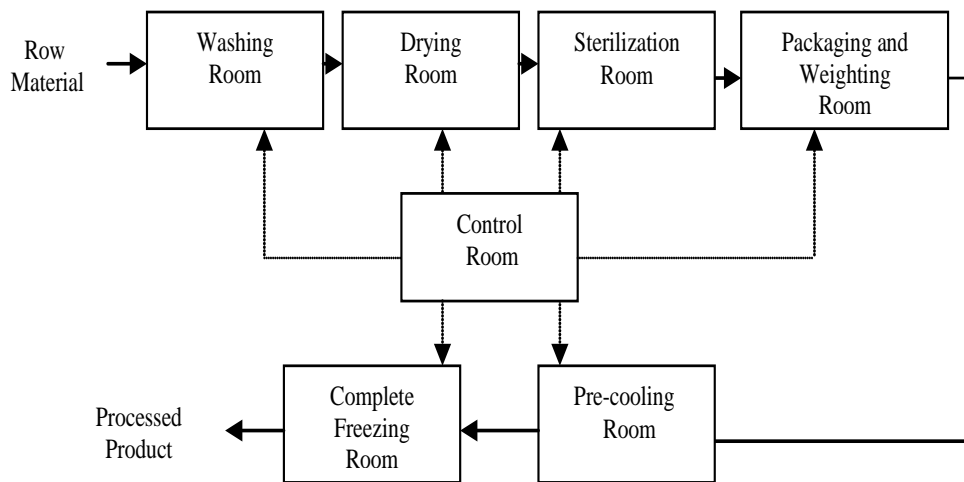 Row
Material
Washing
Room
Drying
Room
Sterilization
Room
Packaging and
Weighting
Room
Control
Room
Processed
Product
Complete
Freezing
Room
Pre-cooling
Room